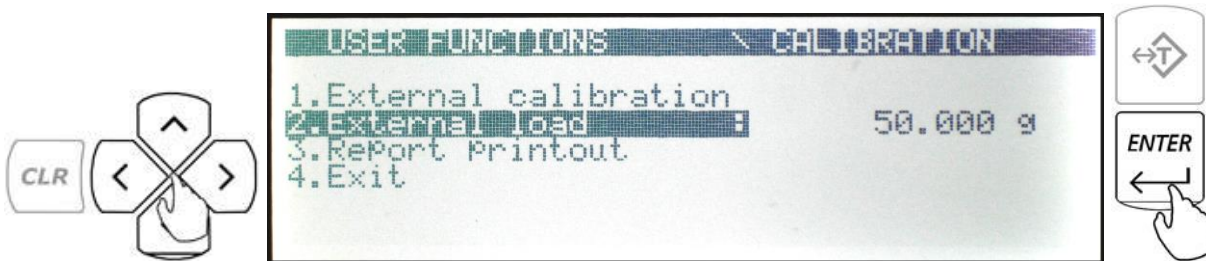 USER FUNCTIONS \ CALIBRATION
1.External calibration
2.External load : 50.000 g
3.Report Printout
4.Exit
CLR
↔T
ENTER